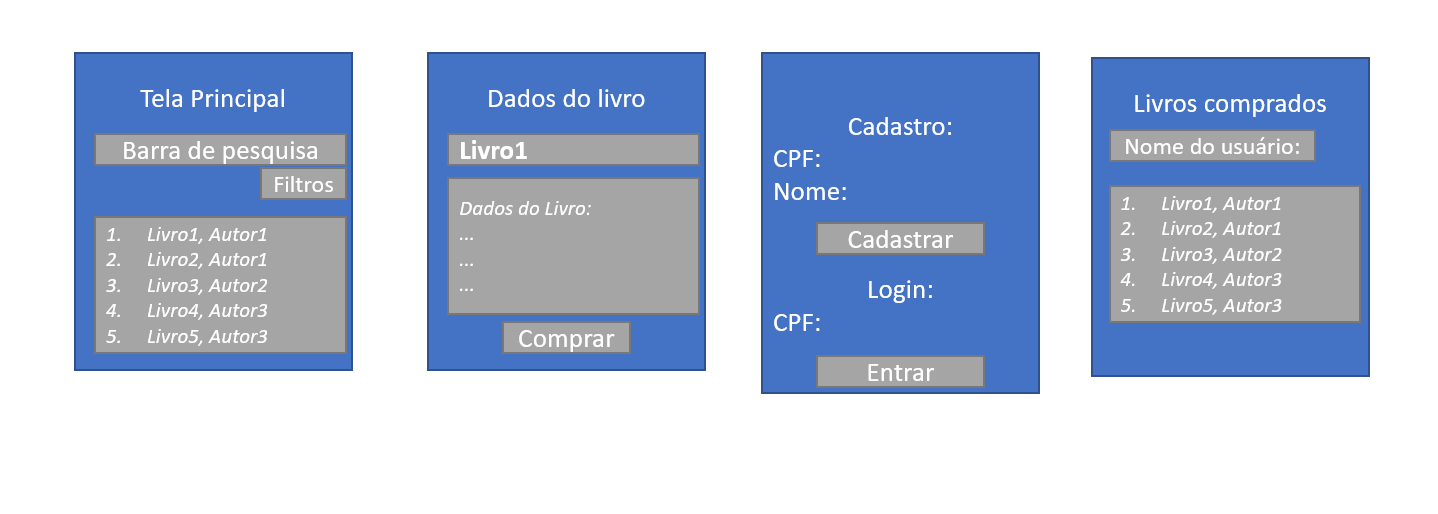 Tela Principal
Barra de pesquisa
Filtros
1. Livro1, Autor1
2. Livro2, Autor1
3. Livro3, Autor2
4. Livro4, Autor3
5. Livro5, Autor3
Dados do livro
Livro1
Dados do Livro:
...
...
...
Comprar
Cadastro:
CPF:
Nome:
Cadastrar
Login:
CPF:
Entrar
Livros comprados
Nome do usuário:
1. Livro1, Autor1
2. Livro2, Autor1
3. Livro3, Autor2
4. Livro4, Autor3
5. Livro5, Autor3